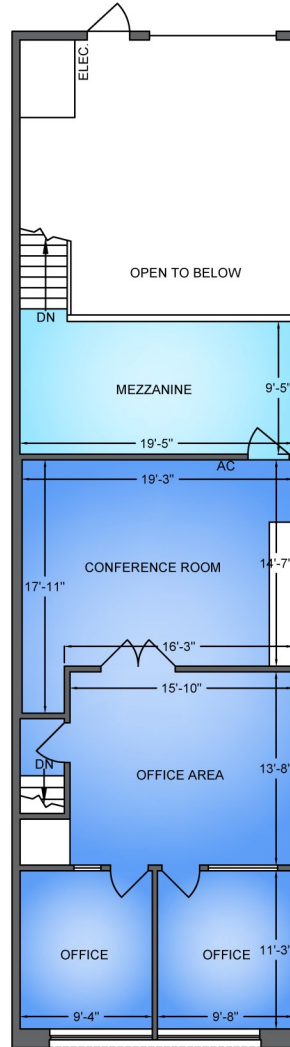 ELEC.
OPEN TO BELOW
DN
MEZZANINE
9'-5"
19'-5"
AC
19'-3"
14'-7"
CONFERENCE ROOM
17'-11"
16'-3"
15'-10"
13'-8"
DN
OFFICE AREA
OFFICE
OFFICE
11'-3"
9'-4"
9'-8"